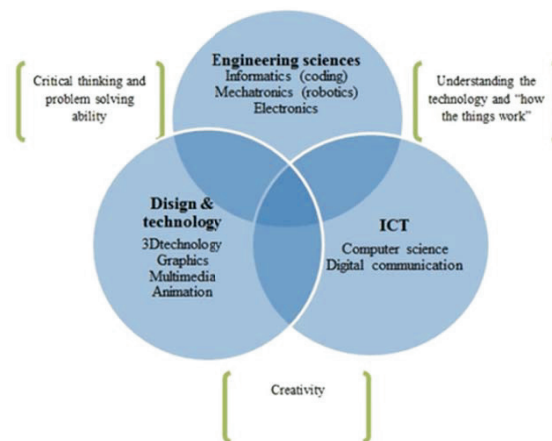 Engineering sciences
Informatics (coding)
Mechatronics (robotics)
Electronics
Critical thinking and
problem solving
ability
Understanding the
technology and "how
the things work"
Disign &
technology
3Dtechnology
Graphics
Multimedia
Animation
ICT
Computer science
Digital communication
Creativity